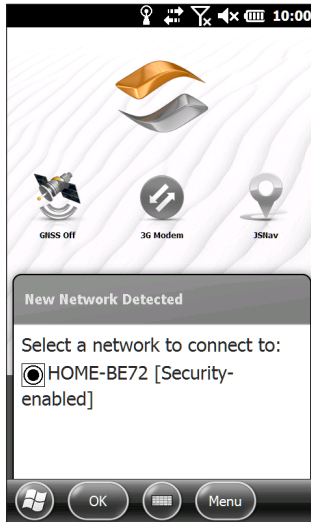 10:00
GNSS Off 3G Modem JSNav
New Network Detected
Select a network to connect to:
HOME-BE72 [Security-
enabled]
OK Menu